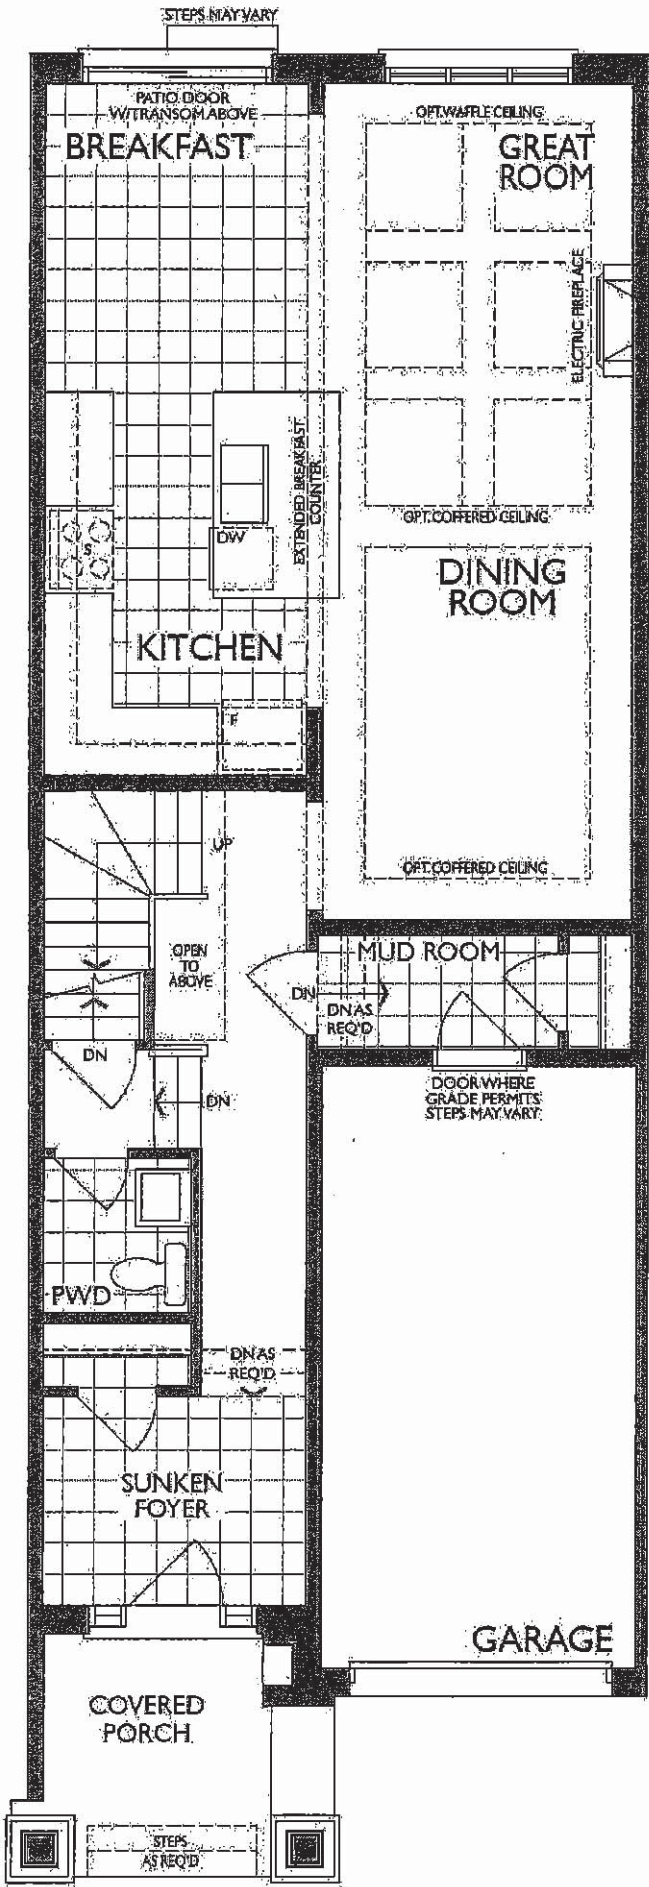 STEPS MAY VARY
PATIO DOOR
W/TRANSOM ABOVE
BREAKFAST
OPT. WAFFLE CEILING
GREAT
ROOM
ELECTRIC FIREPLACE
EXTENDED BREAKFAST
COUNTER
OPT. COFFERED CEILING
DW
S
DINING
ROOM
KITCHEN
F
UP
OPT. COFFERED CEILING
OPEN
TO
ABOVE
MUD ROOM
DN
DN AS
REQ'D
DN
DN
DOOR WHERE
GRADE PERMITS
STEPS MAY VARY
PWD
DN AS
REQ'D
SUNKEN
FOYER
GARAGE
COVERED
PORCH
STEPS
AS REQ'D